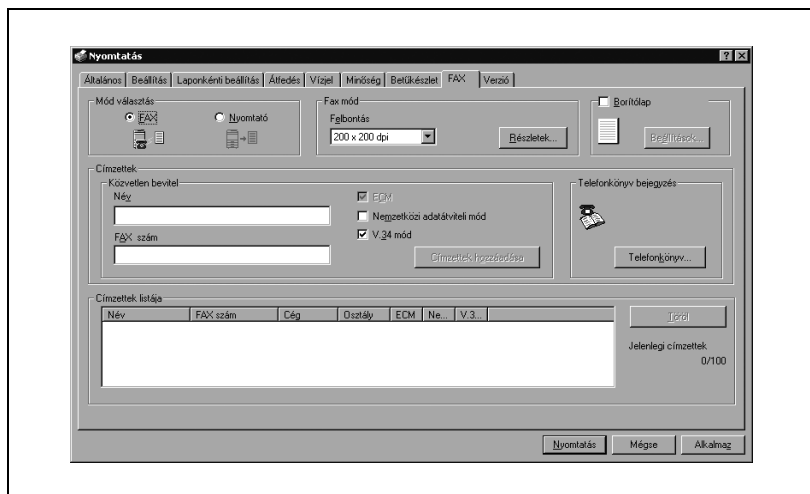 Nyomtatás
Általános Beállítás Laponkénti beállítás Átfedés Vízjel Minőség Betűkészlet FAX Verzió
Mód választás
FAX Nyomtató
Fax mód
Felbontás
200 x 200 dpi
Részletek...
Borítólap
Beállítások...
Címzettek
Közvetlen bevitel
Név
FAX szám
ECM
Nemzetközi adatátviteli mód
V.34 mód
Címzettek hozzáadása
Telefonkönyv bejegyzés
Telefonkönyv...
Címzettek listája
Név FAX szám Cég Osztály ECM Ne... V.3...
Töröl
Jelenlegi címzettek
0/100
Nyomtatás Mégse Alkalmaz